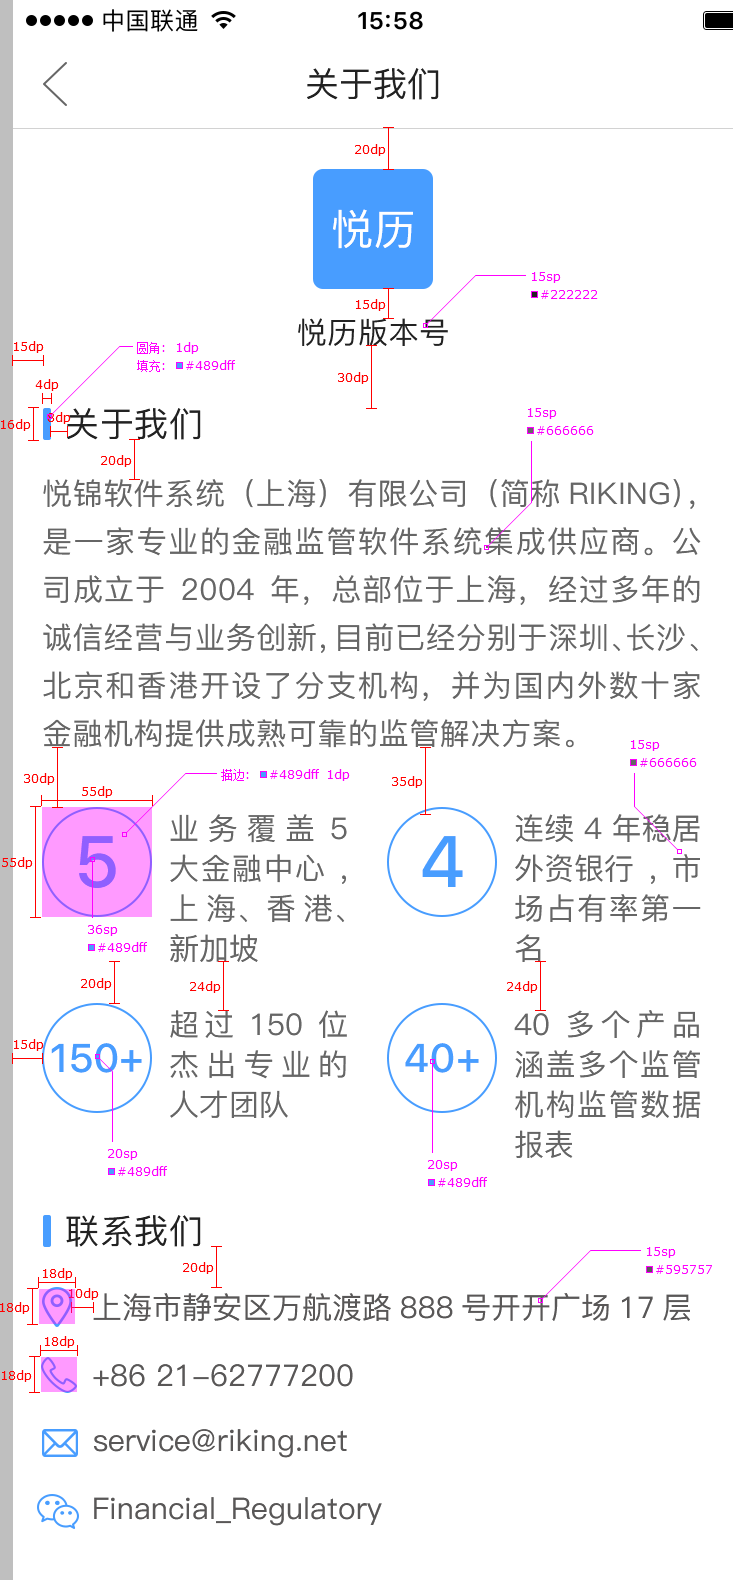 中国联通 15:58
关于我们
20dp
悦历
15sp
#222222
15dp
悦历版本号
15dp
圆角： 1dp
填充： #489dff
30dp
4dp
16dp
8dp
关于我们
15sp
#666666
20dp
悦锦软件系统（上海）有限公司（简称 RIKING），
是一家专业的金融监管软件系统集成供应商。公
司成立于 2004 年，总部位于上海，经过多年的
诚信经营与业务创新，目前已经分别于深圳、长沙、
北京和香港开设了分支机构，并为国内外数十家
金融机构提供成熟可靠的监管解决方案。
15sp
#666666
30dp
55dp
描边： #489dff 1dp
35dp
55dp
5
业务覆盖 5
大金融中心，
上海、香港、
新加坡
4
连续 4 年稳居
外资银行，市
场占有率第一
名
36sp
#489dff
20dp
24dp
24dp
15dp
150+
超过 150 位
杰出专业的
人才团队
40+
40 多个产品
涵盖多个监管
机构监管数据
报表
20sp
#489dff
20sp
#489dff
联系我们
20dp
15sp
#595757
18dp
18dp
10dp
上海市静安区万航渡路 888 号开开广场 17 层
18dp
18dp
+86 21-62777200
service@riking.net
Financial_Regulatory